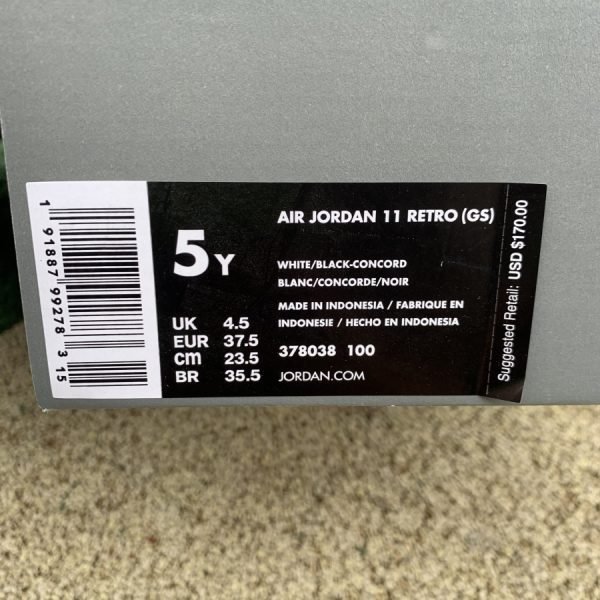 1 91887 99278 3 15
5 Y
UK 4.5
EUR 37.5
CM 23.5
BR 35.5
AIR JORDAN 11 RETRO (GS)
WHITE/BLACK-CONCORD
BLANC/CONCORDE/NOIR
MADE IN INDONESIA / FABRIQUE EN
INDONESIE / HECHO EN INDONESIA
378038 100
JORDAN.COM
Suggested Retail: USD $170.00